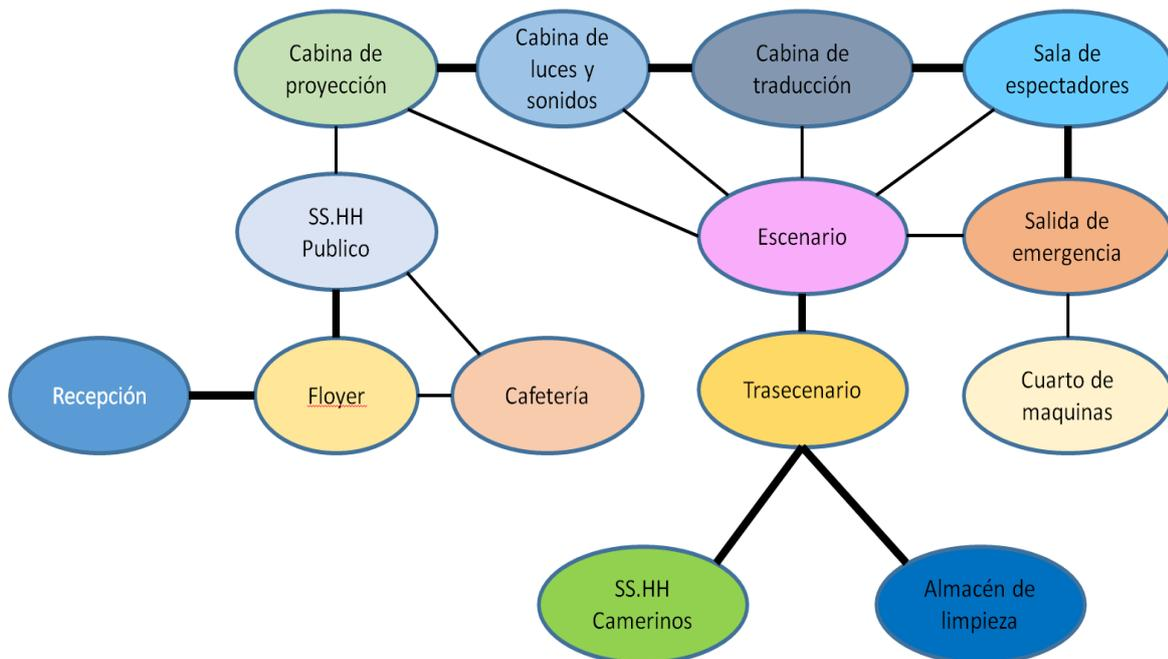 Cabina de
proyección
Cabina de
luces y
sonidos
Cabina de
traducción
Sala de
espectadores
SS.HH
Publico
Escenario
Salida de
emergencia
Recepción
Floyer
Cafetería
Trasecenario
Cuarto de
maquinas
SS.HH
Camerinos
Almacén de
limpieza